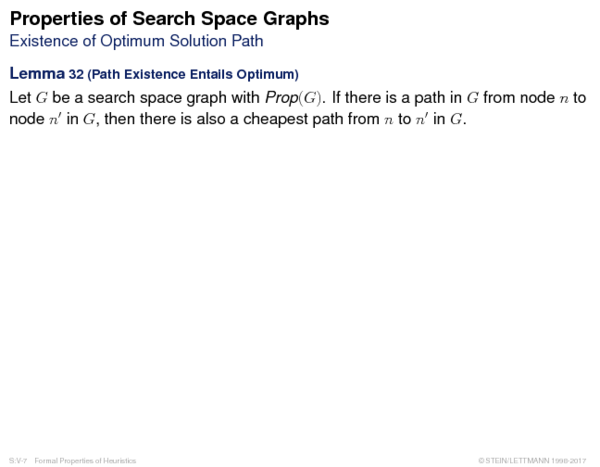 Properties of Search Space Graphs
Existence of Optimum Solution Path
Lemma 32 (Path Existence Entails Optimum)
Let G be a search space graph with Prop(G). If there is a path in G from node n to
node n′ in G, then there is also a cheapest path from n to n′ in G.
S:V-7 Formal Properties of Heuristics
© STEIN/LETTMANN 1998-2017